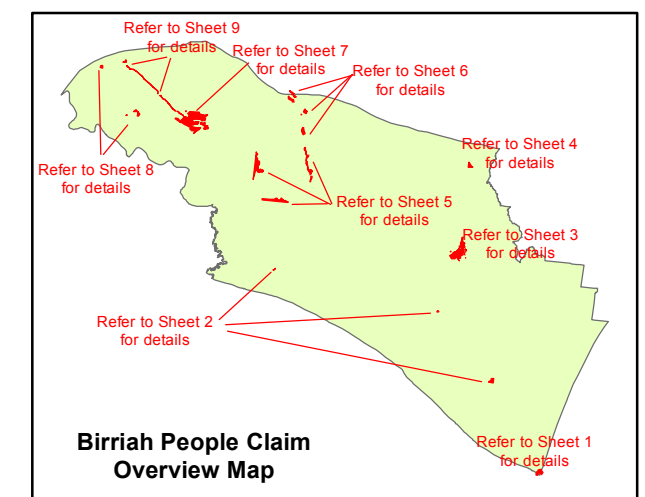 Refer to Sheet 9
for details
Refer to Sheet 7
for details
Refer to Sheet 6
for details
Refer to Sheet 4
for details
Refer to Sheet 8
for details
Refer to Sheet 5
for details
Refer to Sheet 3
for details
Refer to Sheet 2
for details
Birriah People Claim
Overview Map
Refer to Sheet 1
for details